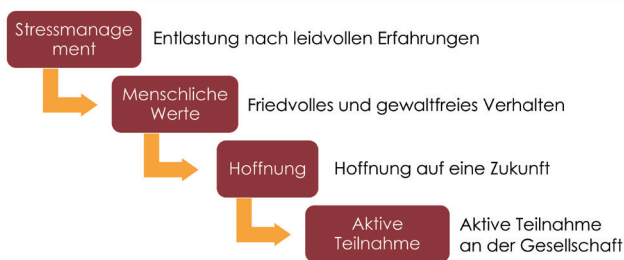 Stressmanage
ment
Entlastung nach leidvollen Erfahrungen
Menschliche
Werte
Friedvolles und gewaltfreies Verhalten
Hoffnung
Hoffnung auf eine Zukunft
Aktive
Teilnahme
Aktive Teilnahme
an der Gesellschaft